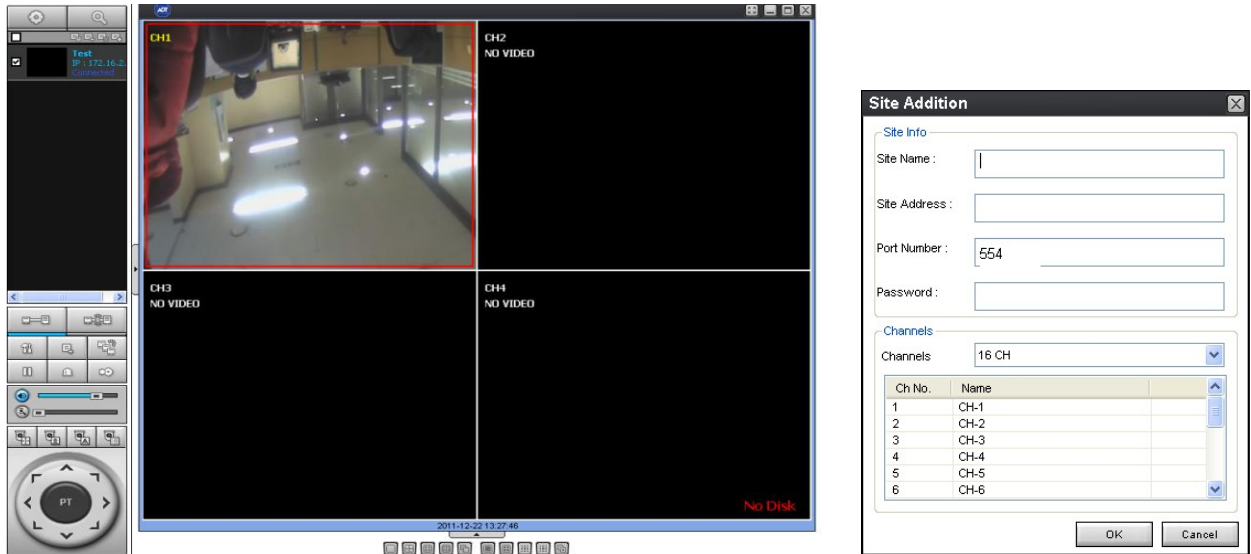 Test
IP : 172.16.2.
Connected
PT
ADT
CH1
CH2
NO VIDEO
CH3
NO VIDEO
CH4
NO VIDEO
No Disk
2011-12-22 13:27:46
Site Addition
Site Info
Site Name :
Site Address :
Port Number :
554
Password :
Channels
Channels
16 CH
Ch No. Name
1 CH-1
2 CH-2
3 CH-3
4 CH-4
5 CH-5
6 CH-6
OK Cancel